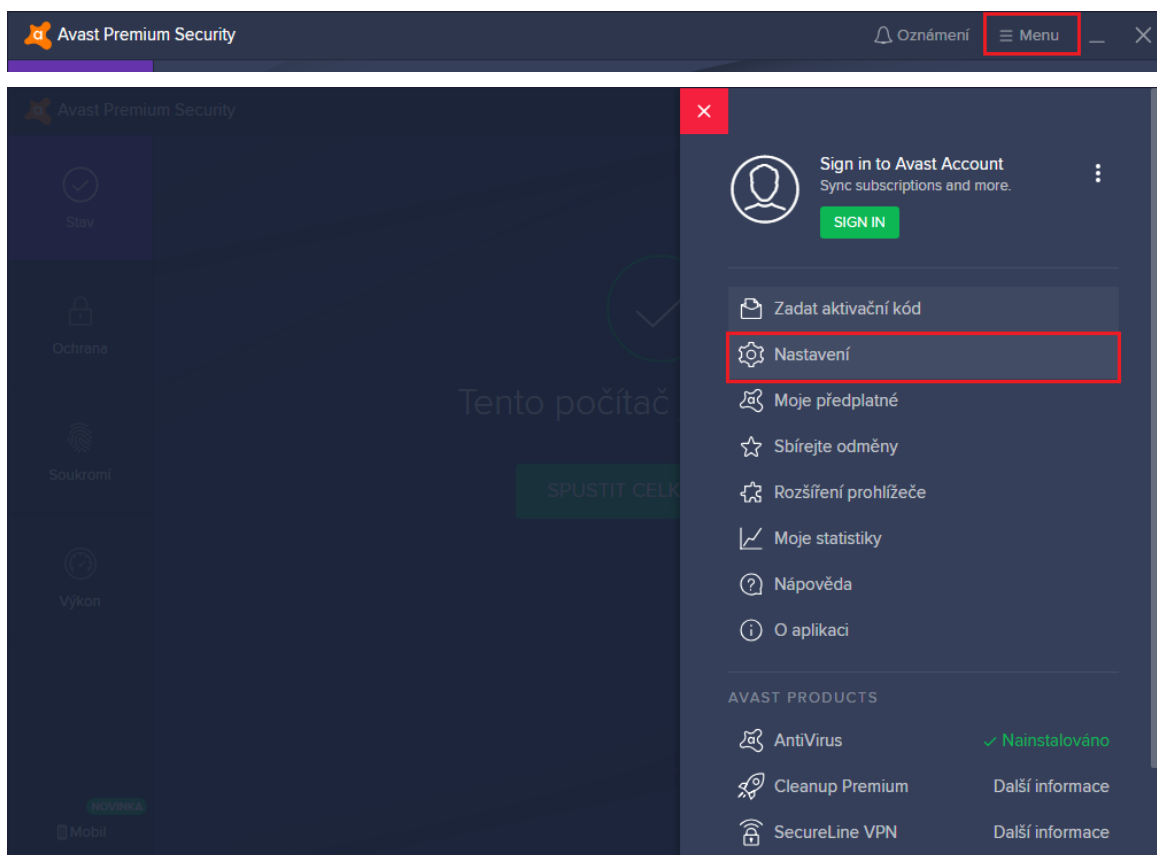 Avast Premium Security
Oznámení
Menu
Avast Premium Security
Stav
Ochrana
Soukromí
Výkon
NOVINKA
Mobil
Tento počítač
SPUSTIT CELK
Sign in to Avast Account
Sync subscriptions and more.
SIGN IN
Zadat aktivační kód
Nastavení
Moje předplatné
Sbírejte odměny
Rozšíření prohlížeče
Moje statistiky
Nápověda
O aplikaci
AVAST PRODUCTS
AntiVirus Nainstalováno
Cleanup Premium Další informace
SecureLine VPN Další informace